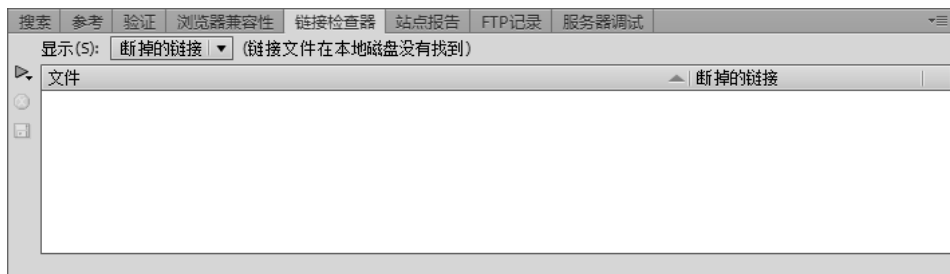 搜索 参考 验证 浏览器兼容性 链接检查器 站点报告 FTP记录 服务器调试
显示(S): 断掉的链接 (链接文件在本地磁盘没有找到)
文件 断掉的链接